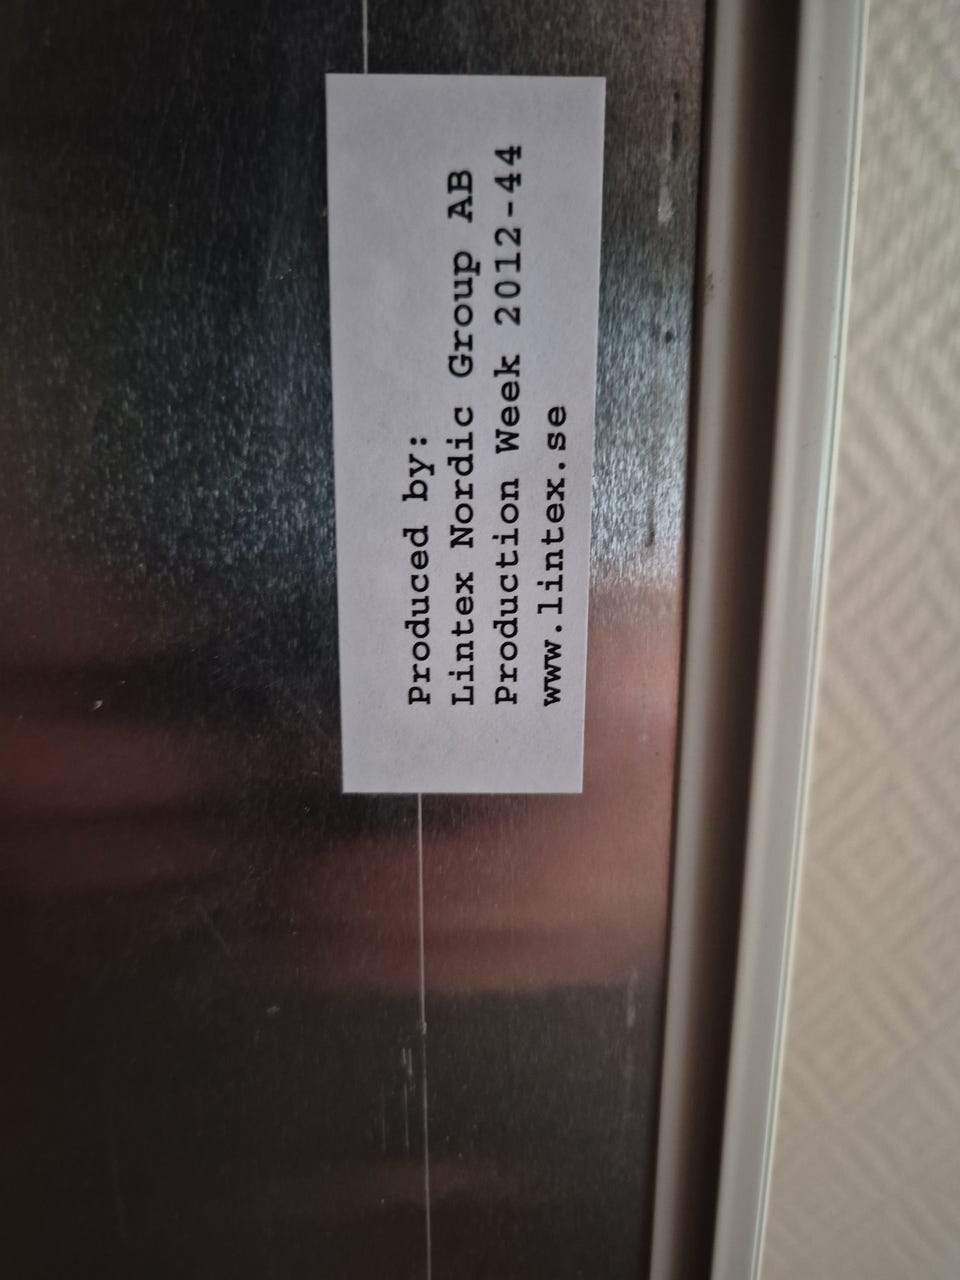 Produced by:
Lintex Nordic Group AB
Production Week 2012-44
www.lintex.se